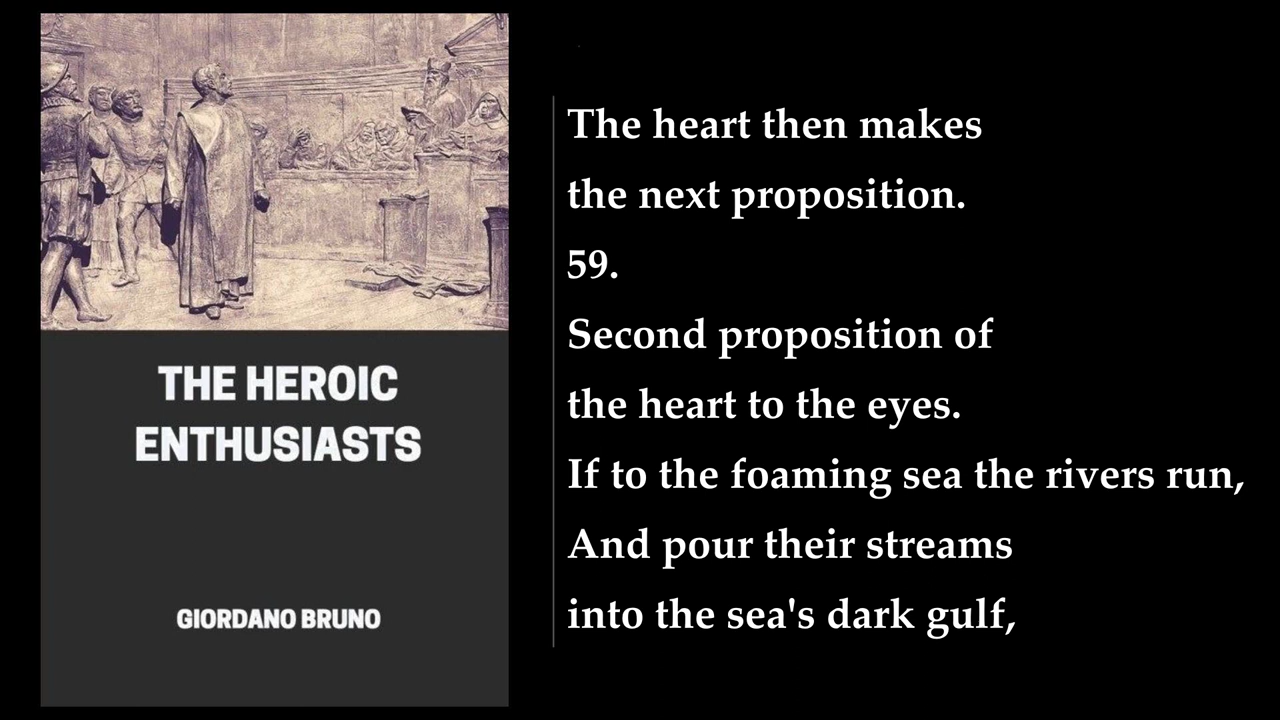 THE HEROIC
ENTHUSIASTS
GIORDANO BRUNO
The heart then makes
the next proposition.
59.
Second proposition of
the heart to the eyes.
If to the foaming sea the rivers run,
And pour their streams
into the sea's dark gulf,